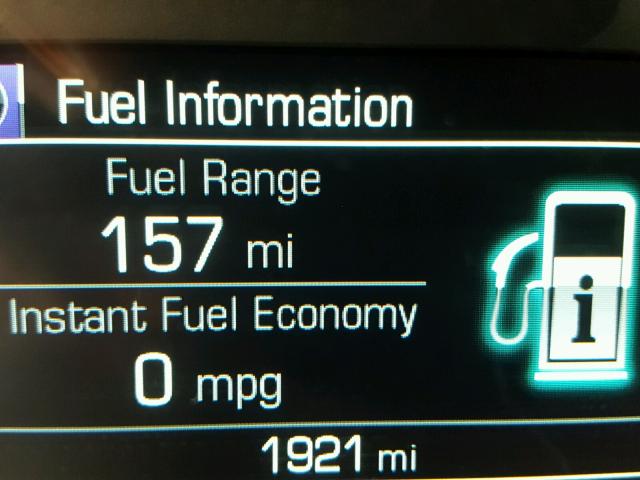 Fuel Information
Fuel Range
157 mi
Instant Fuel Economy
0 mpg
i
1921 mi